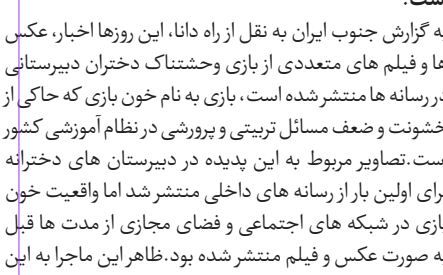 است.
به گزارش جنوب ایران به نقل از راه دانا، این روزها اخبار، عکس
ها و فیلم های متعددی از بازی وحشتناک دختران دبیرستانی
در رسانه ها منتشر شده است، بازی به نام خون بازی که حاکی از
خشونت و ضعف مسائل تربیتی و پرورشی در نظام آموزشی کشور
است.تصاویر مربوط به این پدیده در دبیرستان های دخترانه
برای اولین بار از رسانه های داخلی منتشر شد اما واقعیت خون
بازی در شبکه های اجتماعی و فضای مجازی از مدت ها قبل
به صورت عکس و فیلم منتشر شده بود.ظاهر این ماجرا به این